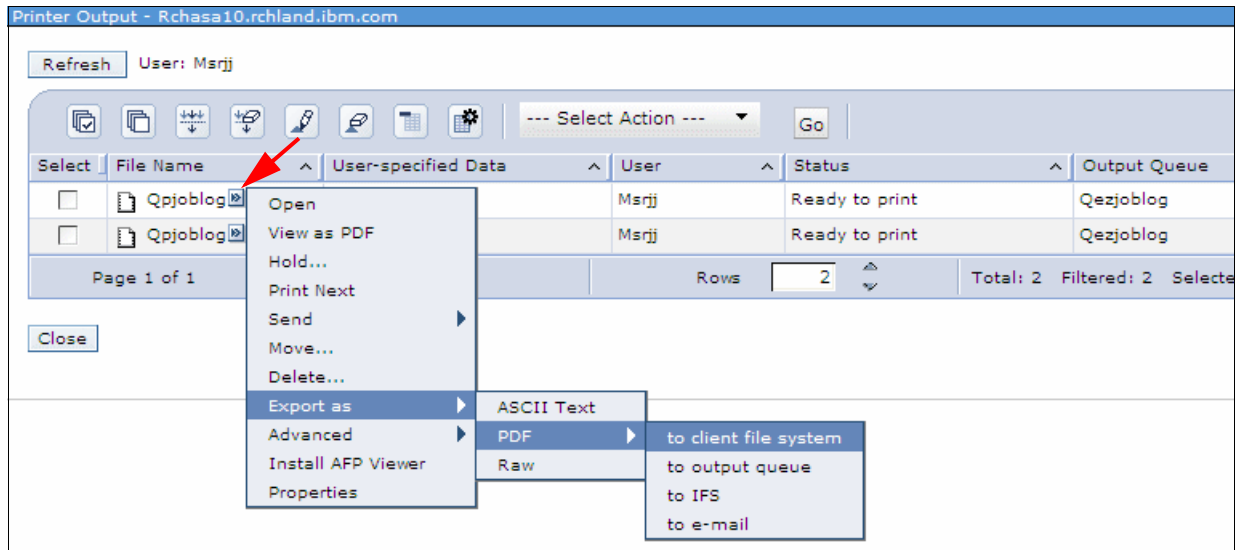 Printer Output - Rchasa10.rchland.ibm.com
Refresh User: Msrjj
--- Select Action --- Go
Select File Name User-specified Data User Status Output Queue
Qpjoblog Msrjj Ready to print Qezjoblog
Qpjoblog Msrjj Ready to print Qezjoblog
Page 1 of 1 Rows 2 Total: 2 Filtered: 2 Selecte
Close
Open
View as PDF
Hold...
Print Next
Send
Move...
Delete...
Export as
Advanced
Install AFP Viewer
Properties
ASCII Text
PDF
Raw
to client file system
to output queue
to IFS
to e-mail